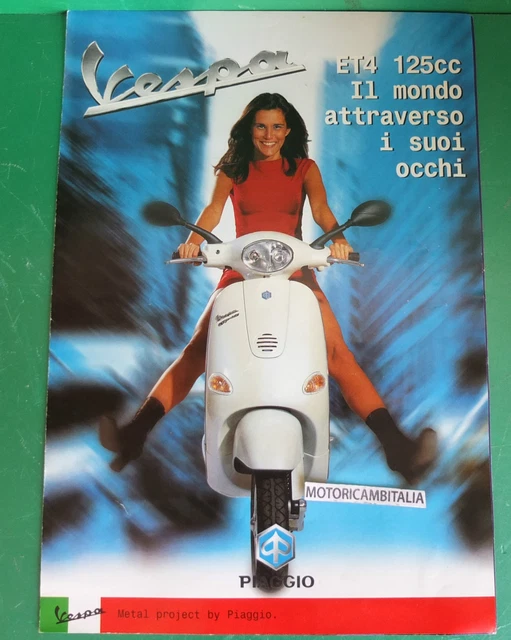 Vespa
ET4 125cc
Il mondo
attraverso
i suoi
occhi
Vespa
MOTORICAMBITALIA
PIAGGIO
Vespa
Metal project by Piaggio.